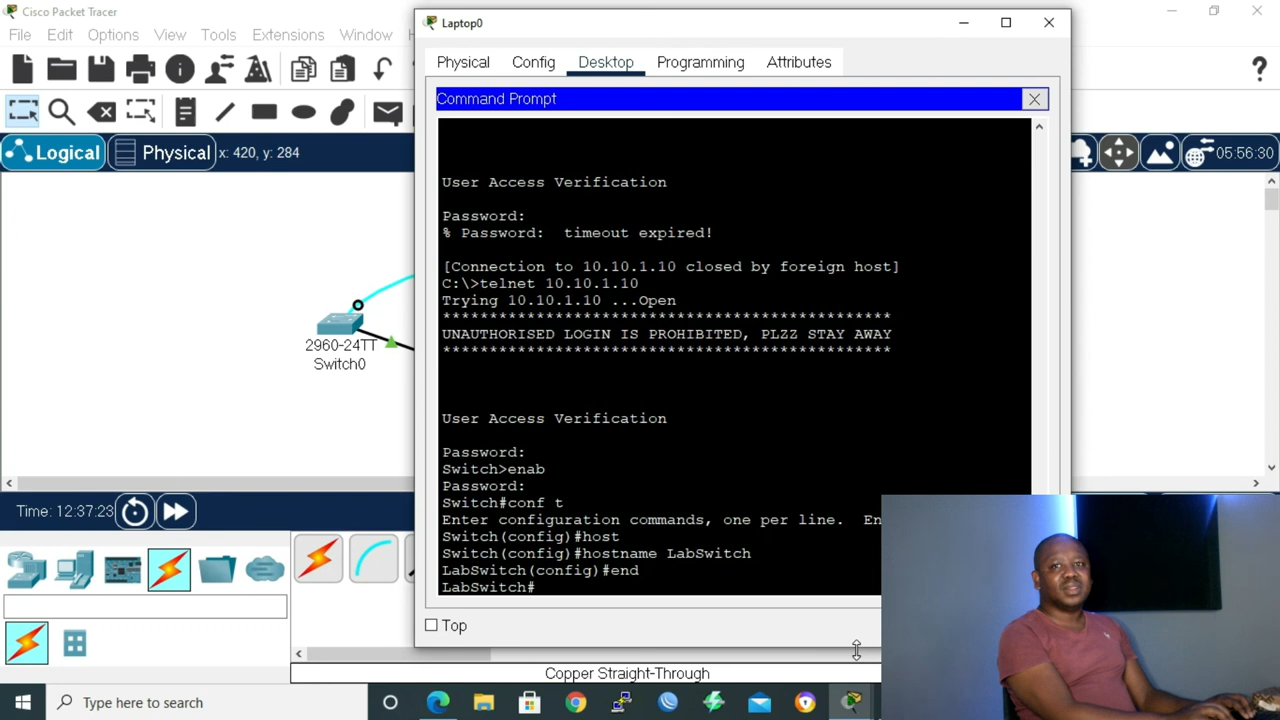 Cisco Packet Tracer
File Edit Options View Tools Extensions Window
Logical Physical x: 420, y: 284
05:56:30
2960-24TT
Switch0
Time: 12:37:23
Laptop0
Physical Config Desktop Programming Attributes
Command Prompt
User Access Verification
Password:
% Password:  timeout expired!
[Connection to 10.10.1.10 closed by foreign host]
C:\>telnet 10.10.1.10
Trying 10.10.1.10 ...Open
*************************************************
UNAUTHORISED LOGIN IS PROHIBITED, PLZZ STAY AWAY
*************************************************
User Access Verification
Password:
Switch>enab
Password:
Switch#conf t
Enter configuration commands, one per line.  En
Switch(config)#host
Switch(config)#hostname LabSwitch
LabSwitch(config)#end
LabSwitch#
Top
Copper Straight-Through
Type here to search